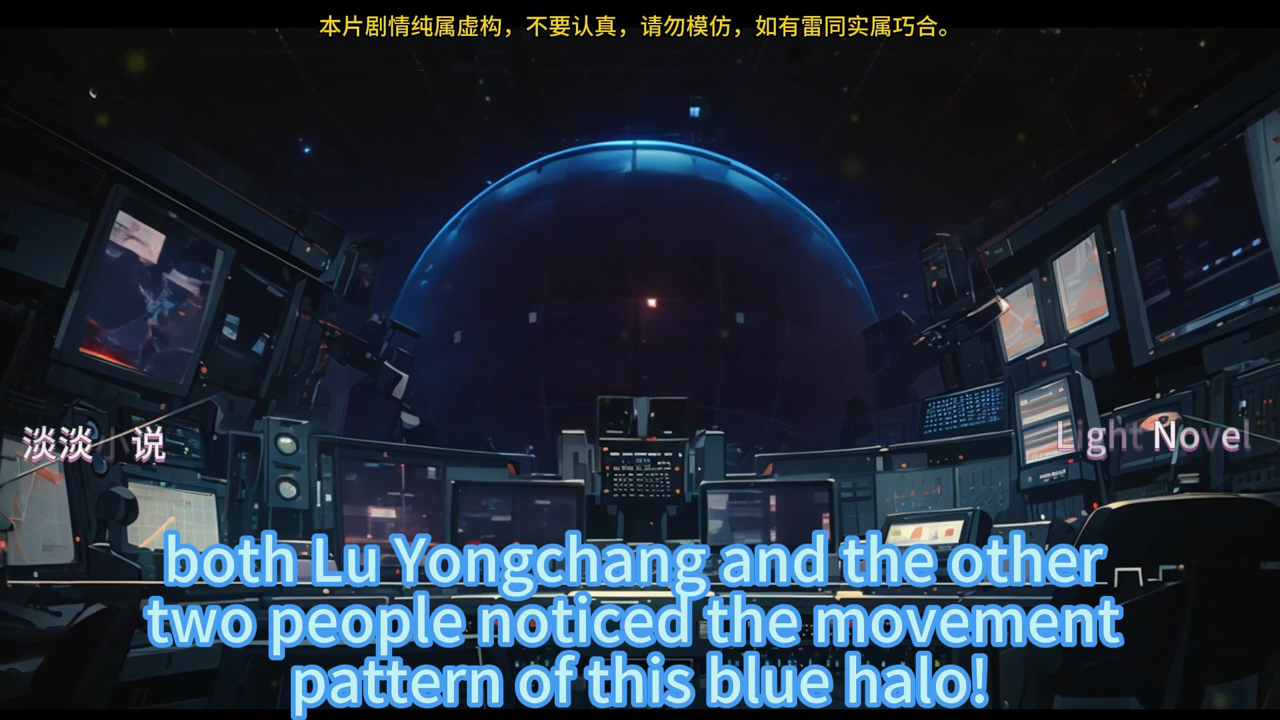 本片剧情纯属虚构，不要认真，请勿模仿，如有雷同实属巧合。
淡淡小说
Light Novel
both Lu Yongchang and the other
two people noticed the movement
pattern of this blue halo!